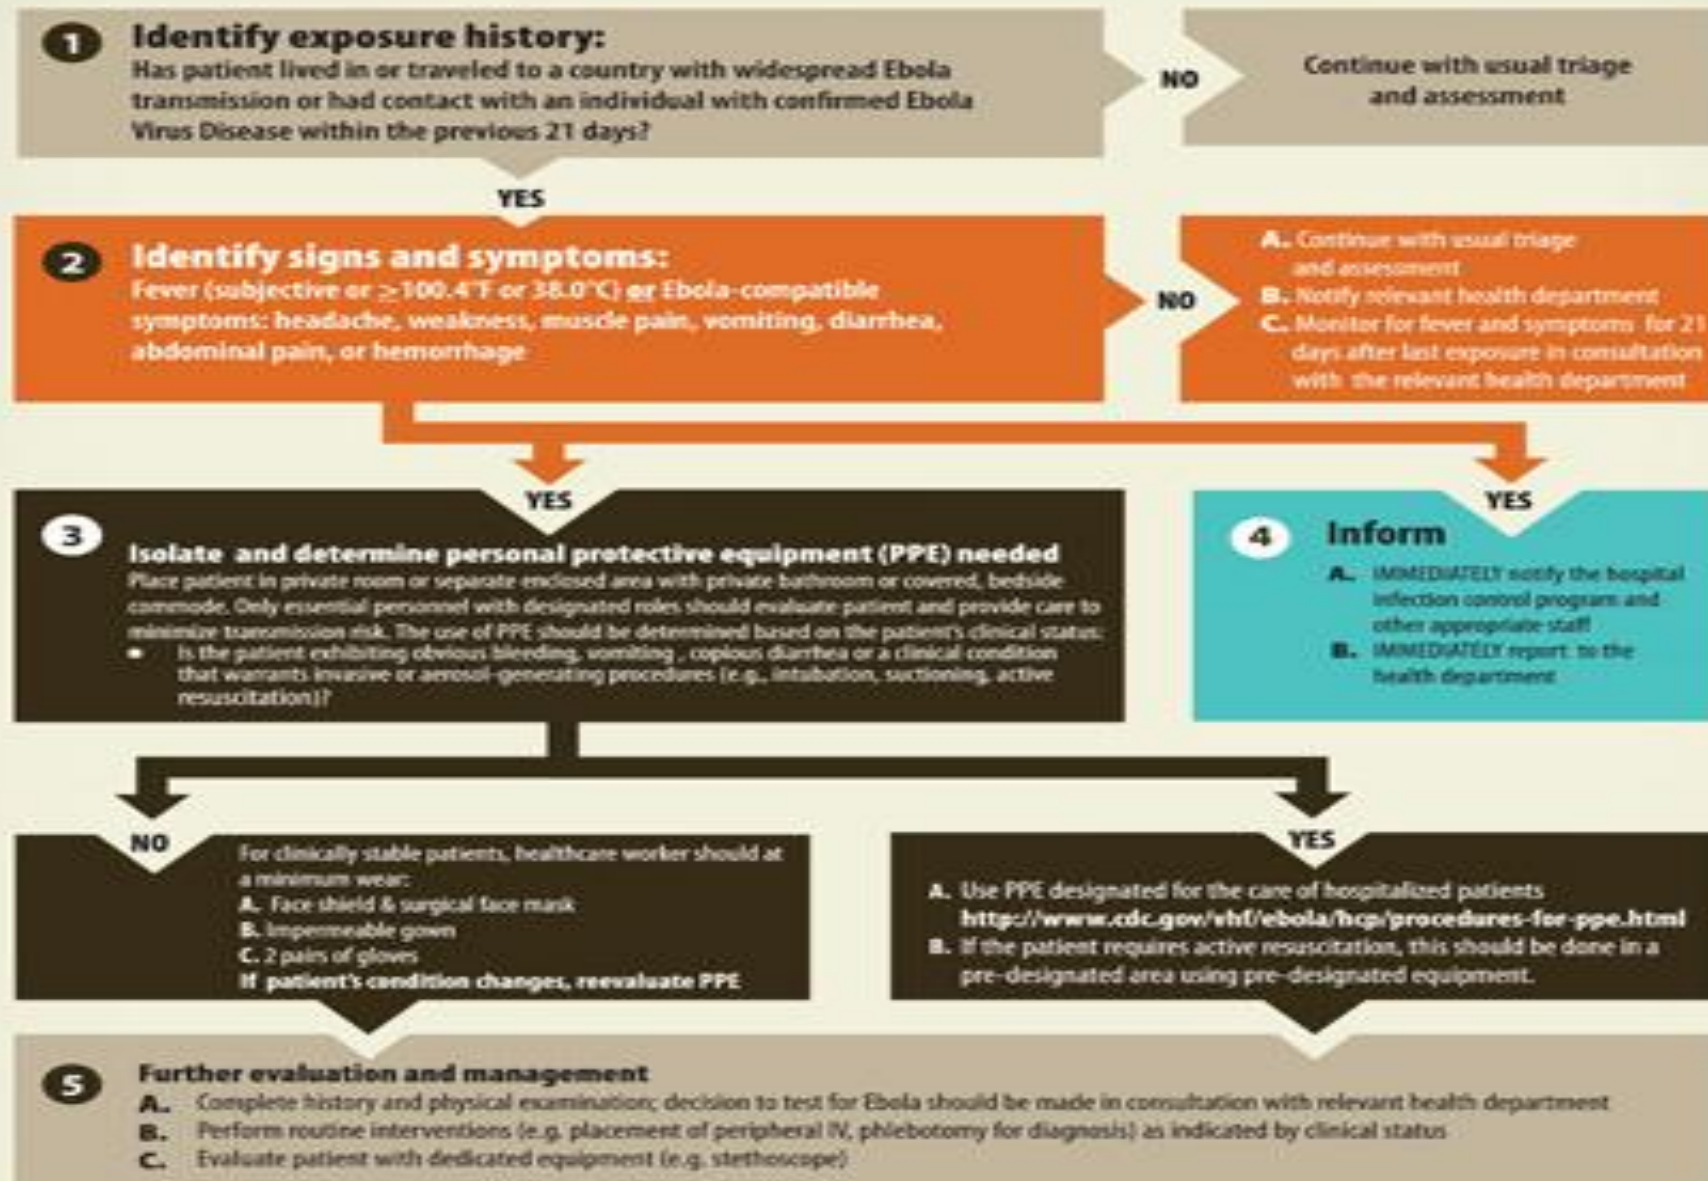 1 Identify exposure history:
Has patient lived in or traveled to a country with widespread Ebola
transmission or had contact with an individual with confirmed Ebola
Virus Disease within the previous 21 days?
NO
Continue with usual triage
and assessment
YES
2 Identify signs and symptoms:
Fever (subjective or ≥100.4°F or 38.0°C) or Ebola-compatible
symptoms: headache, weakness, muscle pain, vomiting, diarrhea,
abdominal pain, or hemorrhage
NO
A. Continue with usual triage
and assessment
B. Notify relevant health department
C. Monitor for fever and symptoms for 21
days after last exposure in consultation
with the relevant health department
YES
3 Isolate and determine personal protective equipment (PPE) needed
Place patient in private room or separate enclosed area with private bathroom or covered, bedside
commode. Only essential personnel with designated roles should evaluate patient and provide care to
minimize transmission risk. The use of PPE should be determined based on the patient's clinical status:
• Is the patient exhibiting obvious bleeding, vomiting , copious diarrhea or a clinical condition
that warrants invasive or aerosol-generating procedures (e.g., intubation, suctioning, active
resuscitation)?
YES
4 Inform
A. IMMEDIATELY notify the hospital
infection control program and
other appropriate staff
B. IMMEDIATELY report to the
health department
NO
For clinically stable patients, healthcare worker should at
a minimum wear:
A. Face shield & surgical face mask
B. Impermeable gown
C. 2 pairs of gloves
If patient's condition changes, reevaluate PPE
YES
A. Use PPE designated for the care of hospitalized patients
http://www.cdc.gov/vhf/ebola/hcp/procedures-for-ppe.html
B. If the patient requires active resuscitation, this should be done in a
pre-designated area using pre-designated equipment.
5 Further evaluation and management
A. Complete history and physical examination; decision to test for Ebola should be made in consultation with relevant health department
B. Perform routine interventions (e.g. placement of peripheral IV, phlebotomy for diagnosis) as indicated by clinical status
C. Evaluate patient with dedicated equipment (e.g. stethoscope)